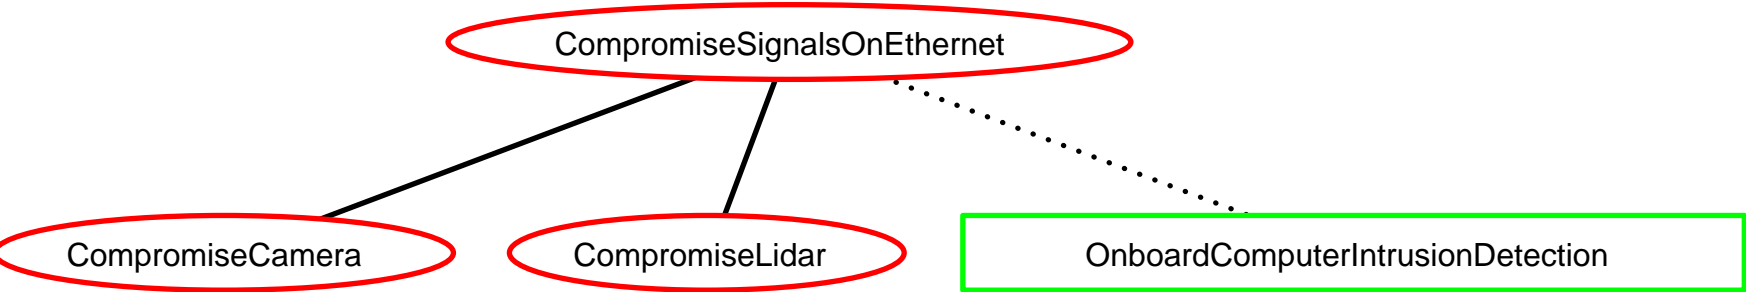 CompromiseSignalsOnEthernet
CompromiseCamera
CompromiseLidar
OnboardComputerIntrusionDetection